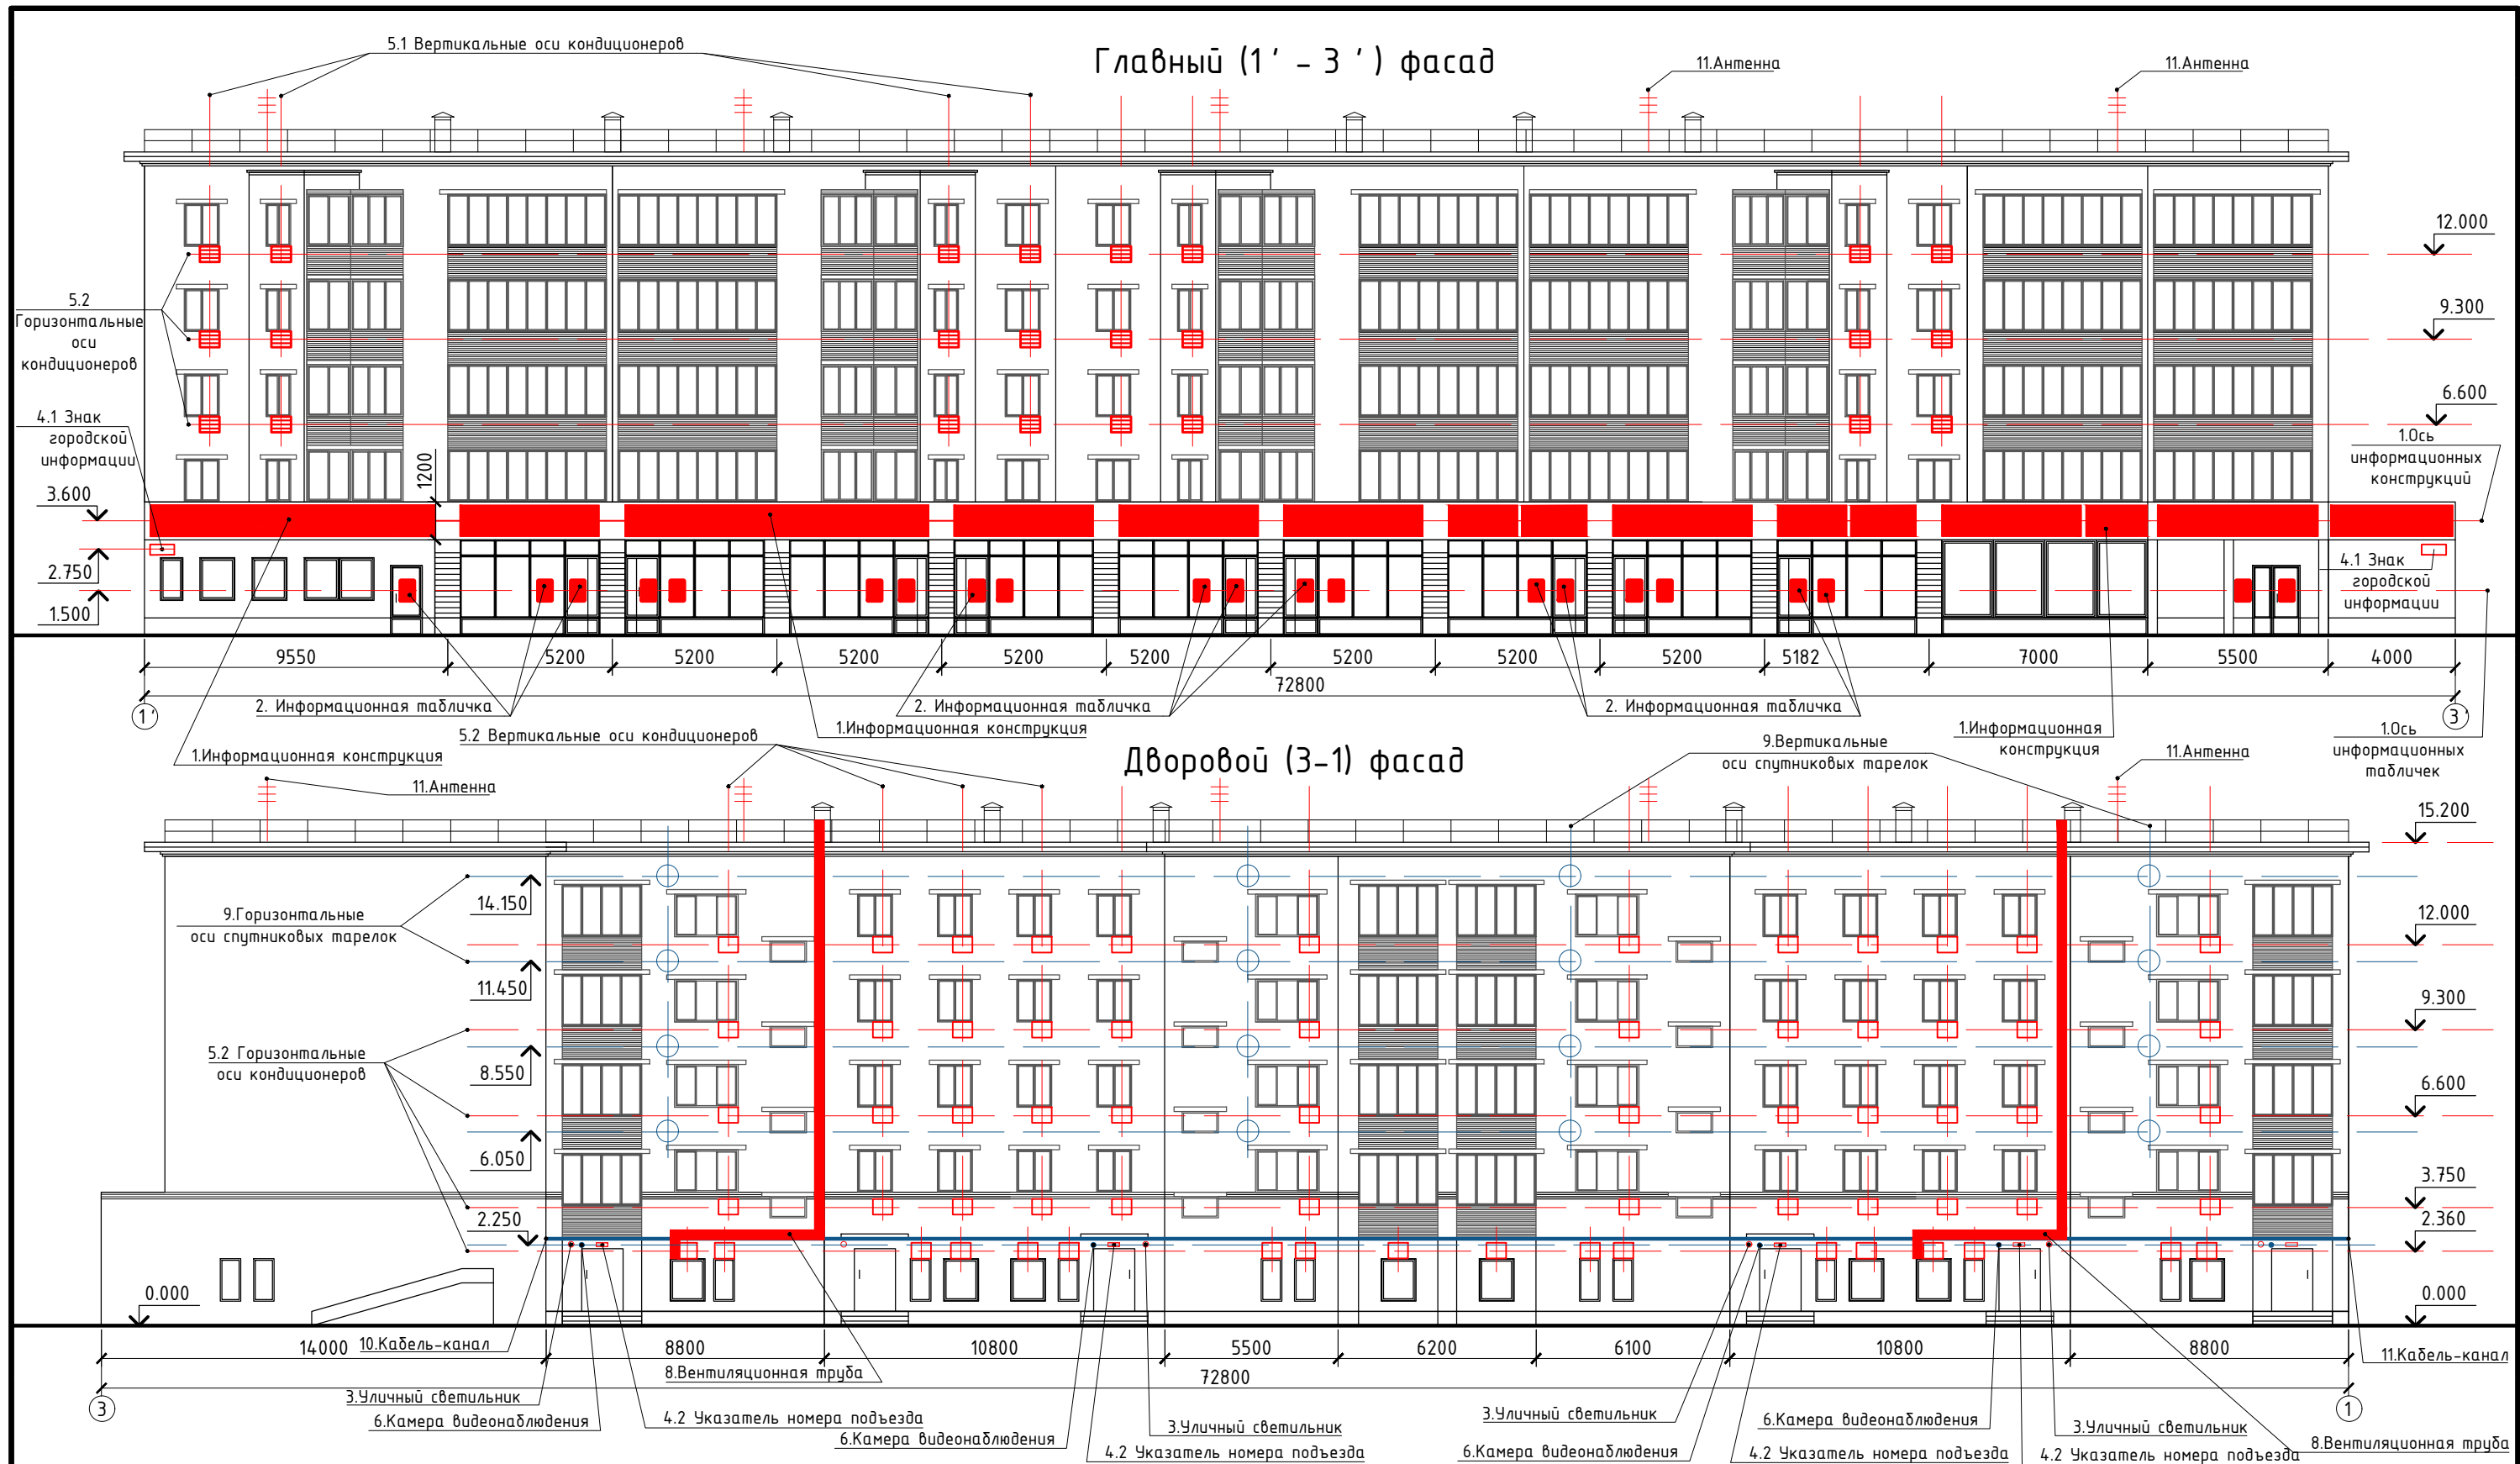 5.1 Вертикальные оси кондиционеров
Главный (1 ' - 3 ') фасад
11.Антенна
11.Антенна
12.000
5.2
Горизонтальные
оси
кондиционеров
9.300
6.600
4.1 Знак
городской
информации
1200
1.Ось
информационных
конструкций
3.600
2.750
1.500
4.1 Знак
городской
информации
9550
5200
5200
5200
5200
5200
5200
5200
5200
5182
7000
5500
4000
72800
1'
3'
2. Информационная табличка
2. Информационная табличка
2. Информационная табличка
1.Информационная конструкция
1.Информационная конструкция
1.Информационная
конструкция
1.Ось
информационных
табличек
5.2 Вертикальные оси кондиционеров
Дворовой (3-1) фасад
9.Вертикальные
оси спутниковых тарелок
11.Антенна
11.Антенна
15.200
14.150
9.Горизонтальные
оси спутниковых тарелок
12.000
11.450
9.300
5.2 Горизонтальные
оси кондиционеров
8.550
6.600
6.050
3.750
2.250
2.360
0.000
0.000
14000
10.Кабель-канал
8800
10800
5500
6200
6100
10800
8800
11.Кабель-канал
8.Вентиляционная труба
72800
3
1
3.Уличный светильник
6.Камера видеонаблюдения
4.2 Указатель номера подъезда
6.Камера видеонаблюдения
3.Уличный светильник
4.2 Указатель номера подъезда
3.Уличный светильник
6.Камера видеонаблюдения
6.Камера видеонаблюдения
4.2 Указатель номера подъезда
3.Уличный светильник
4.2 Указатель номера подъезда
8.Вентиляционная труба